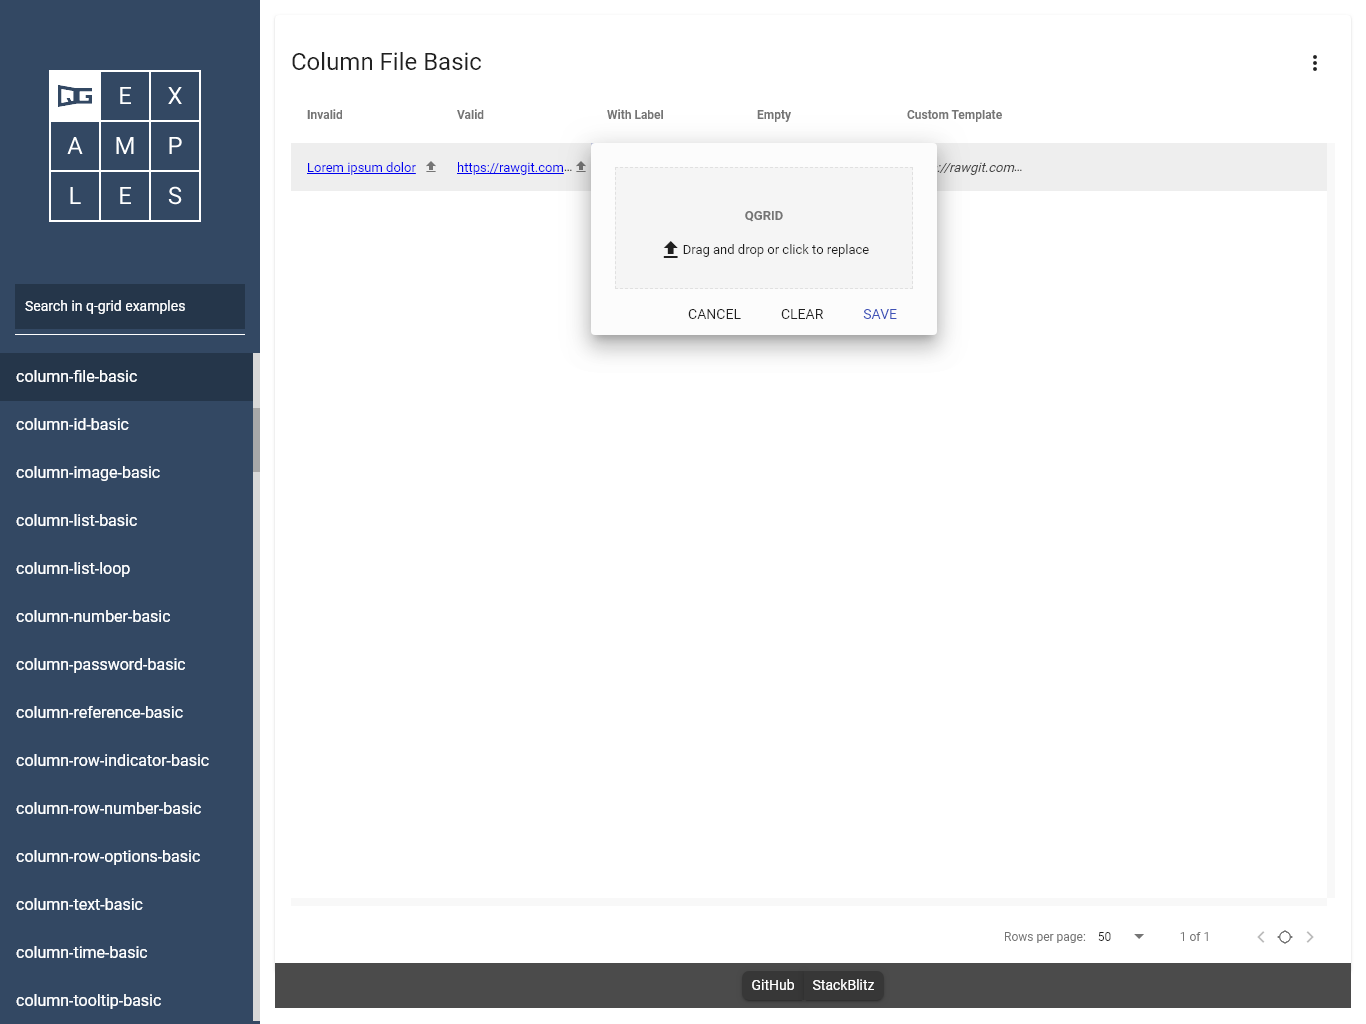 QG E X
A M P
L E S
Search in q-grid examples
column-file-basic
column-id-basic
column-image-basic
column-list-basic
column-list-loop
column-number-basic
column-password-basic
column-reference-basic
column-row-indicator-basic
column-row-number-basic
column-row-options-basic
column-text-basic
column-time-basic
column-tooltip-basic
Column File Basic
Invalid Valid With Label Empty Custom Template
Lorem ipsum dolor https://rawgit.com... ://rawgit.com...
QGRID
Drag and drop or click to replace
CANCEL CLEAR SAVE
Rows per page: 50 1 of 1
GitHub StackBlitz